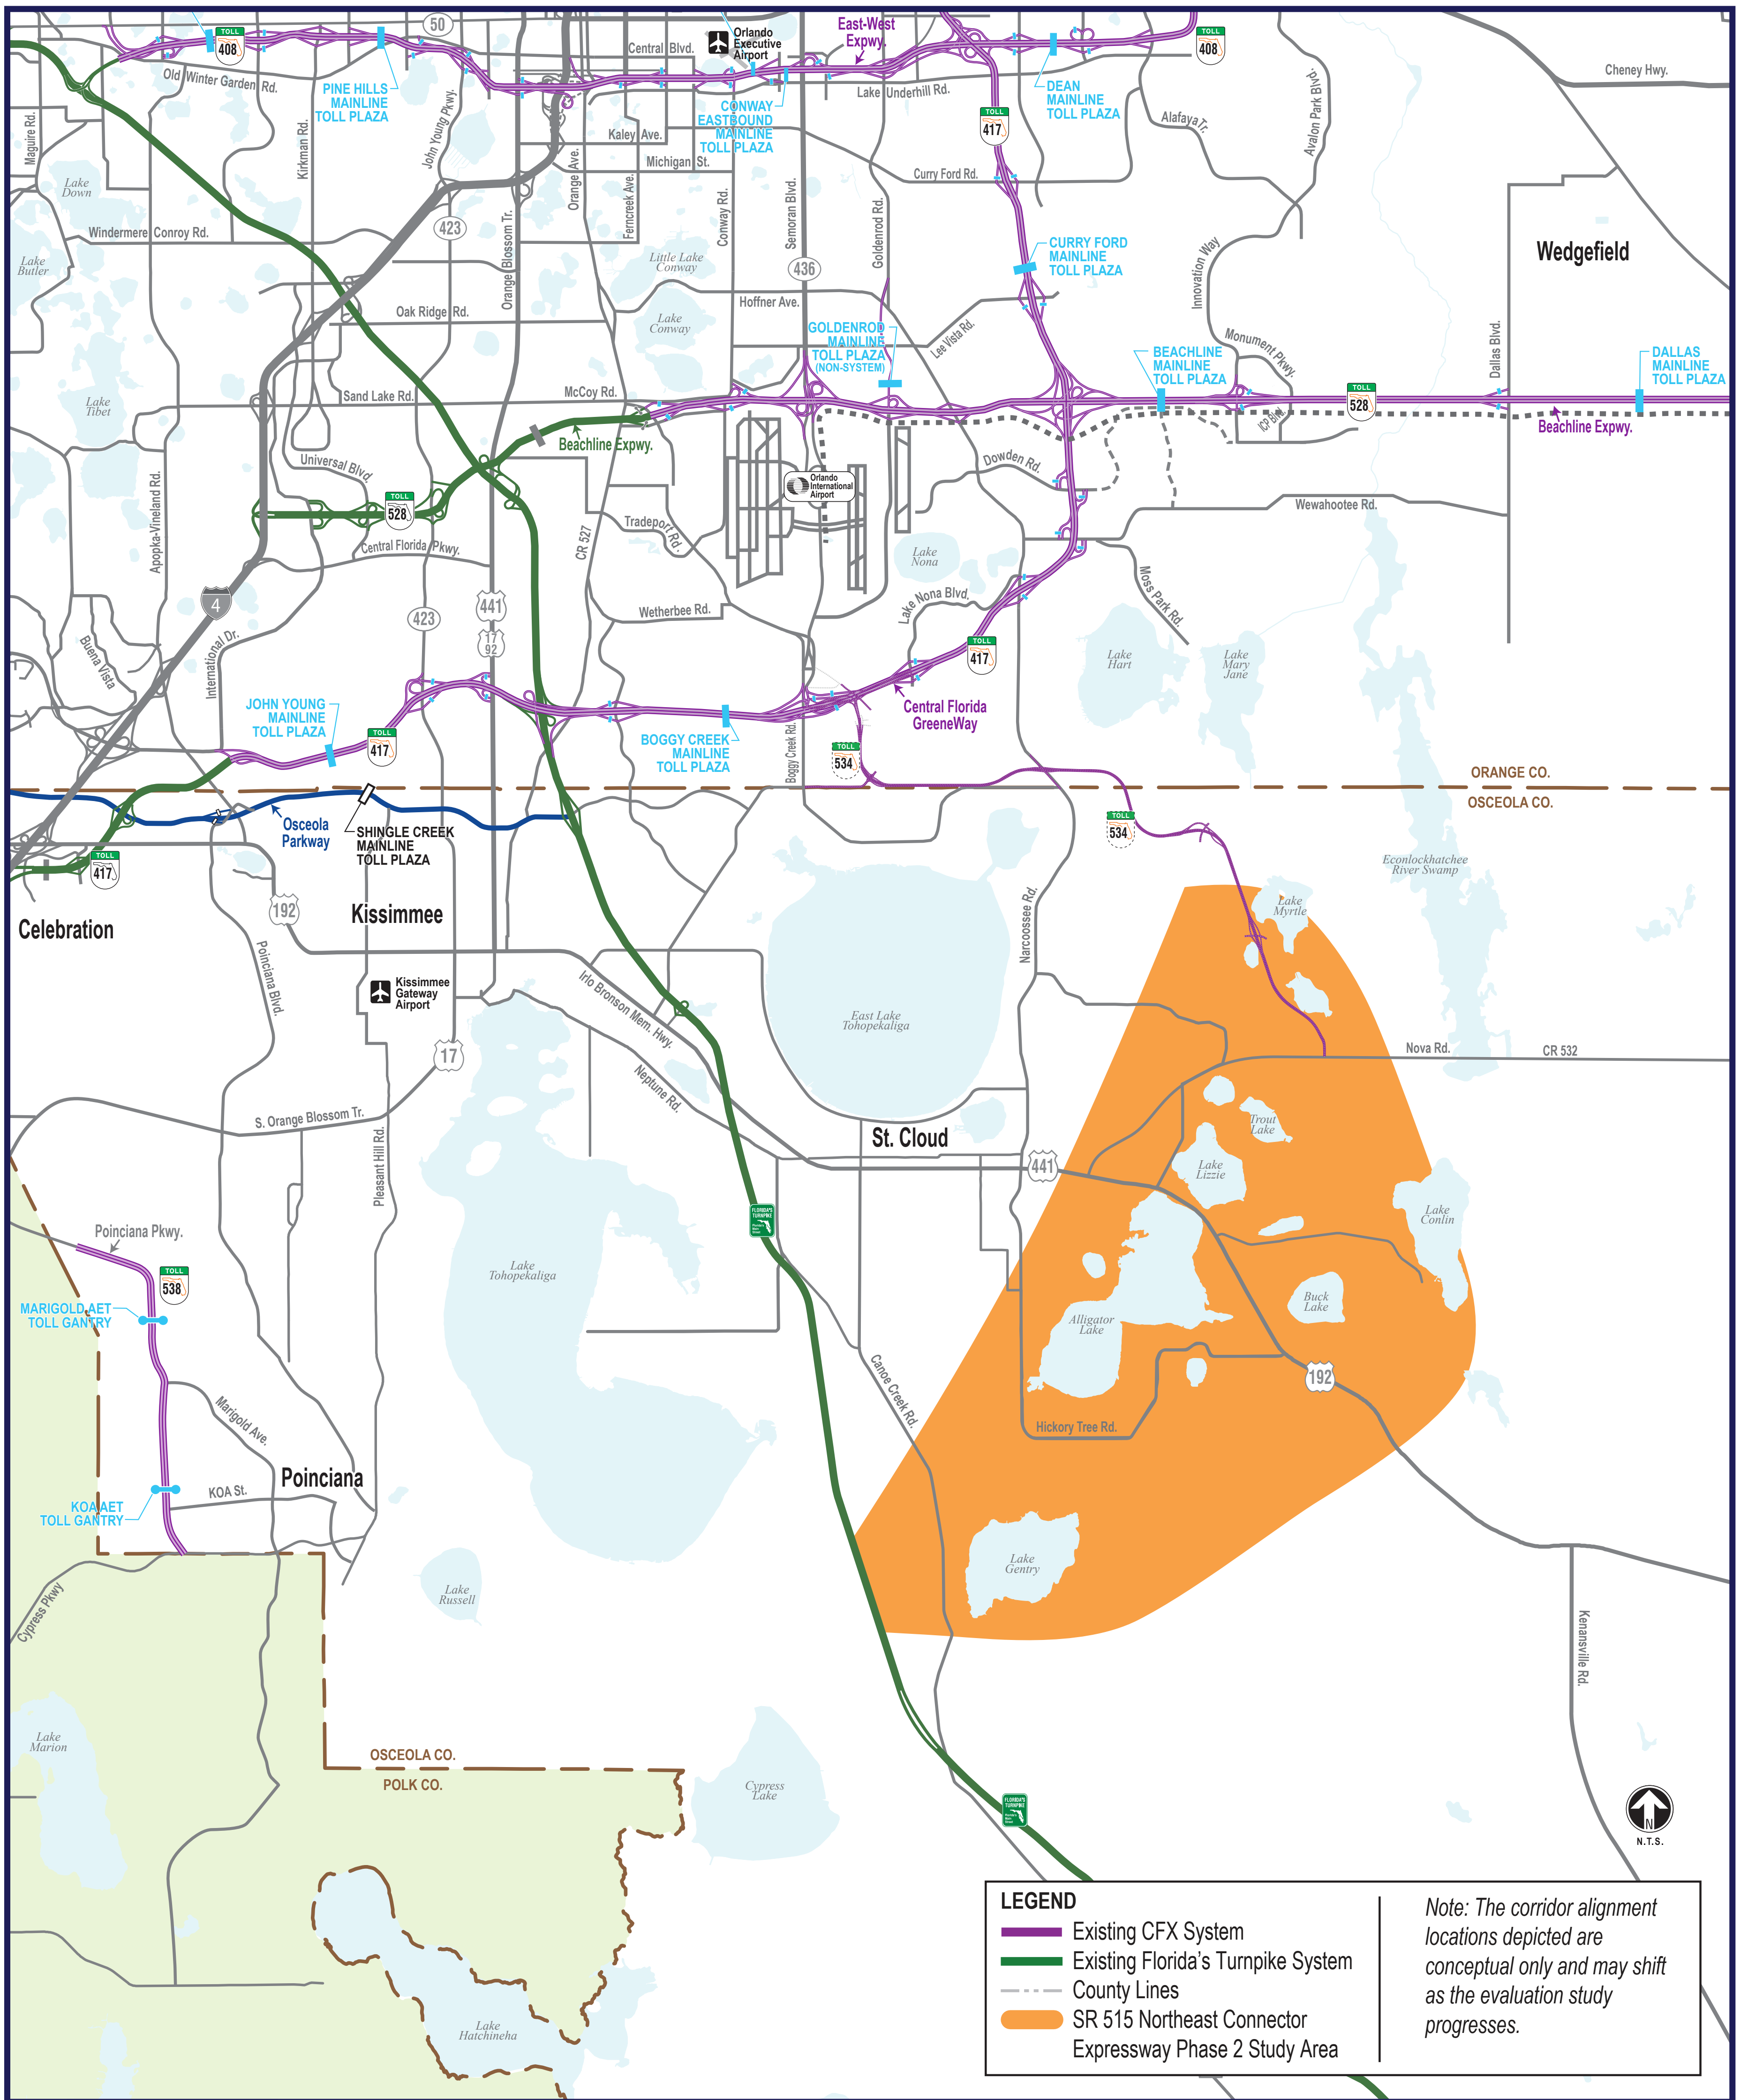 50
TOLL
408
Old Winter Garden Rd.
PINE HILLS
MAINLINE
TOLL PLAZA
Central Blvd.
Orlando
Executive
Airport
East-West
Expwy.
TOLL
408
Cheney Hwy.
Maguire Rd.
Kirkman Rd.
John Young Pkwy.
CONWAY
EASTBOUND
MAINLINE
TOLL PLAZA
Lake Underhill Rd.
DEAN
MAINLINE
TOLL PLAZA
TOLL
417
Alafaya Tr.
Avalon Park Blvd.
Kaley Ave.
Michigan St.
Orange Ave.
Ferncreek Ave.
Conway Rd.
Semoran Blvd.
Goldenrod Rd.
Curry Ford Rd.
Lake
Down
Windermere
Conroy Rd.
423
Orange Blossom Tr.
Lake
Butler
Little Lake
Conway
436
CURRY FORD
MAINLINE
TOLL PLAZA
Innovation Way
Wedgefield
Oak Ridge Rd.
Hoffner Ave.
Lake
Conway
GOLDENROD
MAINLINE
TOLL PLAZA
(NON-SYSTEM)
Lee Vista Rd.
BEACHLINE
MAINLINE
TOLL PLAZA
Monument Pkwy.
Dallas Blvd.
DALLAS
MAINLINE
TOLL PLAZA
Lake
Tibet
Sand Lake Rd.
McCoy Rd.
TOLL
528
ICP Blvd.
Beachline Expwy.
Beachline Expwy.
Universal Blvd.
Apopka-Vineland Rd.
TOLL
528
Central Florida Pkwy.
CR 527
Tradeport Rd.
Orlando
International
Airport
Dowden Rd.
Wewahootee Rd.
Lake
Nona
4
441
17
92
423
Wetherbee Rd.
Lake Nona Blvd.
Moss Park Rd.
Buena Vista
International Dr.
TOLL
417
Lake
Hart
Lake
Mary
Jane
JOHN YOUNG
MAINLINE
TOLL PLAZA
TOLL
417
BOGGY CREEK
MAINLINE
TOLL PLAZA
Boggy Creek Rd.
Central Florida
GreeneWay
TOLL
534
ORANGE CO.
OSCEOLA CO.
Osceola
Parkway
SHINGLE CREEK
MAINLINE
TOLL PLAZA
TOLL
534
TOLL
417
Econlockhatchee
River Swamp
Celebration
192
Kissimmee
Lake
Myrtle
Narcoossee Rd.
Poinciana Blvd.
Kissimmee
Gateway
Airport
Irlo Bronson Mem. Hwy.
East Lake
Tohopekaliga
17
Nova Rd.
CR 532
Neptune Rd.
S. Orange Blossom Tr.
Pleasant Hill Rd.
St. Cloud
Trout
Lake
441
Lake
Lizzie
Lake
Conlin
FLORIDA'S
TURNPIKE
Poinciana Pkwy.
TOLL
538
Lake
Tohopekaliga
MARIGOLD AET
TOLL GANTRY
Buck
Lake
Alligator
Lake
192
Canoe Creek Rd.
Marigold Ave.
Hickory Tree Rd.
Poinciana
KOA St.
KOA AET
TOLL GANTRY
Lake
Gentry
Lake
Russell
Cypress Pkwy
Kenansville Rd.
Lake
Marion
OSCEOLA CO.
POLK CO.
Cypress
Lake
FLORIDA'S
TURNPIKE
N
N.T.S.
Lake
Hatchineha
LEGEND
Existing CFX System
Existing Florida's Turnpike System
County Lines
SR 515 Northeast Connector
Expressway Phase 2 Study Area
Note: The corridor alignment
locations depicted are
conceptual only and may shift
as the evaluation study
progresses.